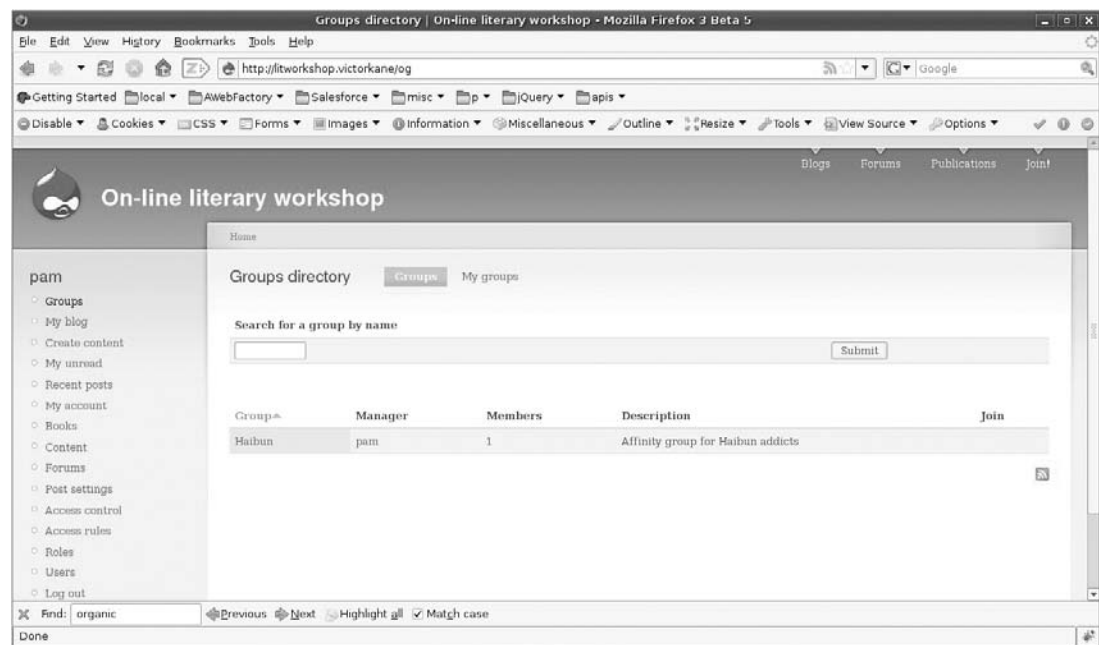 Groups directory | On-line literary workshop - Mozilla Firefox 3 Beta 5
File Edit View History Bookmarks Tools Help
http://litworkshop.victorkane/og
Google
Getting Started local AWebFactory Salesforce misc p jQuery apis
Disable Cookies CSS Forms Images Information Miscellaneous Outline Resize Tools View Source Options
Blogs Forums Publications Join!
On-line literary workshop
Home
pam
Groups
My blog
Create content
My unread
Recent posts
My account
Books
Content
Forums
Post settings
Access control
Access rules
Roles
Users
Log out
Groups directory Groups My groups
Search for a group by name
Submit
Group Manager Members Description Join
Haibun pam 1 Affinity group for Haibun addicts
Find: organic Previous Next Highlight all Match case
Done